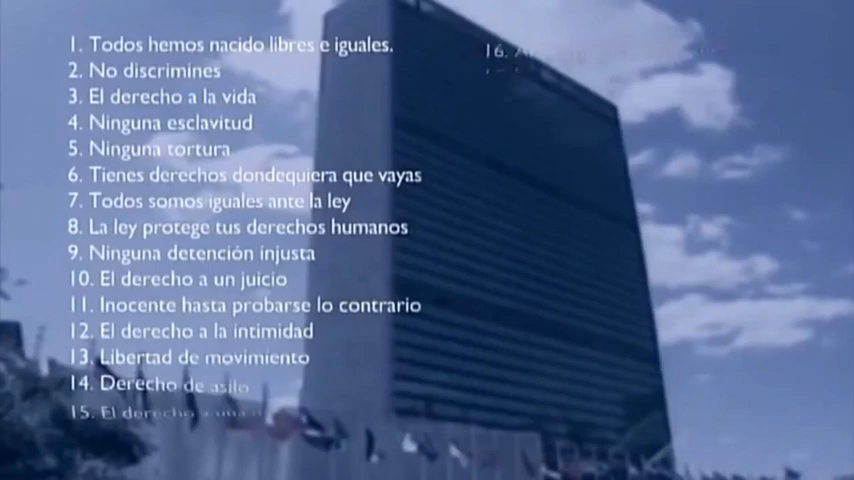 1. Todos hemos nacido libres e iguales.
2. No discrimines
3. El derecho a la vida
4. Ninguna esclavitud
5. Ninguna tortura
6. Tienes derechos dondequiera que vayas
7. Todos somos iguales ante la ley
8. La ley protege tus derechos humanos
9. Ninguna detención injusta
10. El derecho a un juicio
11. Inocente hasta probarse lo contrario
12. El derecho a la intimidad
13. Libertad de movimiento
14. Derecho de asilo
15. El derecho a una
16.